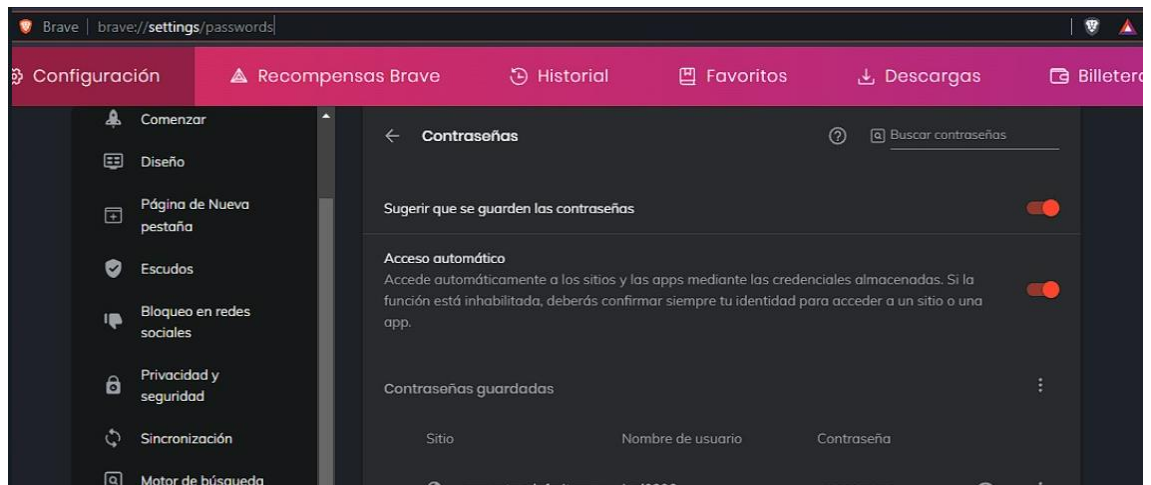 Brave | brave://settings/passwords
Configuración
Recompensas Brave
Historial
Favoritos
Descargas
Comenzar
Diseño
Página de Nueva
pestaña
Escudos
Bloqueo en redes
sociales
Privacidad y
seguridad
Sincronización
Motor de búsqueda
Contraseñas
Buscar contraseñas
Sugerir que se guarden las contraseñas
Acceso automático
Accede automáticamente a los sitios y las apps mediante las credenciales almacenadas. Si la
función está inhabilitada, deberás confirmar siempre tu identidad para acceder a un sitio o una
app.
Contraseñas guardadas
Sitio
Nombre de usuario
Contraseña